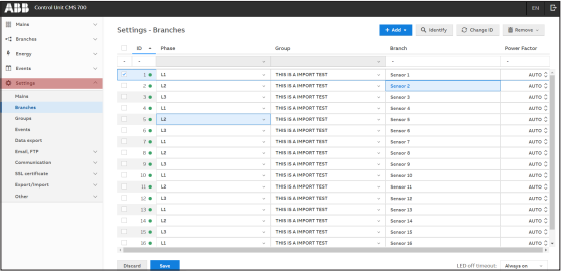 ABB Control Unit CMS 700 EN
Mains
Branches
Energy
Events
Settings
Mains
Branches
Groups
Events
Data export
Email, FTP
Communication
SSL certificate
Export/Import
Other
Settings - Branches
+ Add Identify Change ID Remove
ID Phase Group Branch Power Factor
- - - -
1 L1 THIS IS A IMPORT TEST Sensor 1 AUTO
2 L2 THIS IS A IMPORT TEST Sensor 2 AUTO
3 L3 THIS IS A IMPORT TEST Sensor 3 AUTO
4 L1 THIS IS A IMPORT TEST Sensor 4 AUTO
5 L2 THIS IS A IMPORT TEST Sensor 5 AUTO
6 L3 THIS IS A IMPORT TEST Sensor 6 AUTO
7 L1 THIS IS A IMPORT TEST Sensor 7 AUTO
8 L2 THIS IS A IMPORT TEST Sensor 8 AUTO
9 L3 THIS IS A IMPORT TEST Sensor 9 AUTO
10 L1 THIS IS A IMPORT TEST Sensor 10 AUTO
11 L2 THIS IS A IMPORT TEST Sensor 11 AUTO
12 L3 THIS IS A IMPORT TEST Sensor 12 AUTO
13 L1 THIS IS A IMPORT TEST Sensor 13 AUTO
14 L2 THIS IS A IMPORT TEST Sensor 14 AUTO
15 L3 THIS IS A IMPORT TEST Sensor 15 AUTO
16 L1 THIS IS A IMPORT TEST Sensor 16 AUTO
Discard Save LED off timeout: Always on